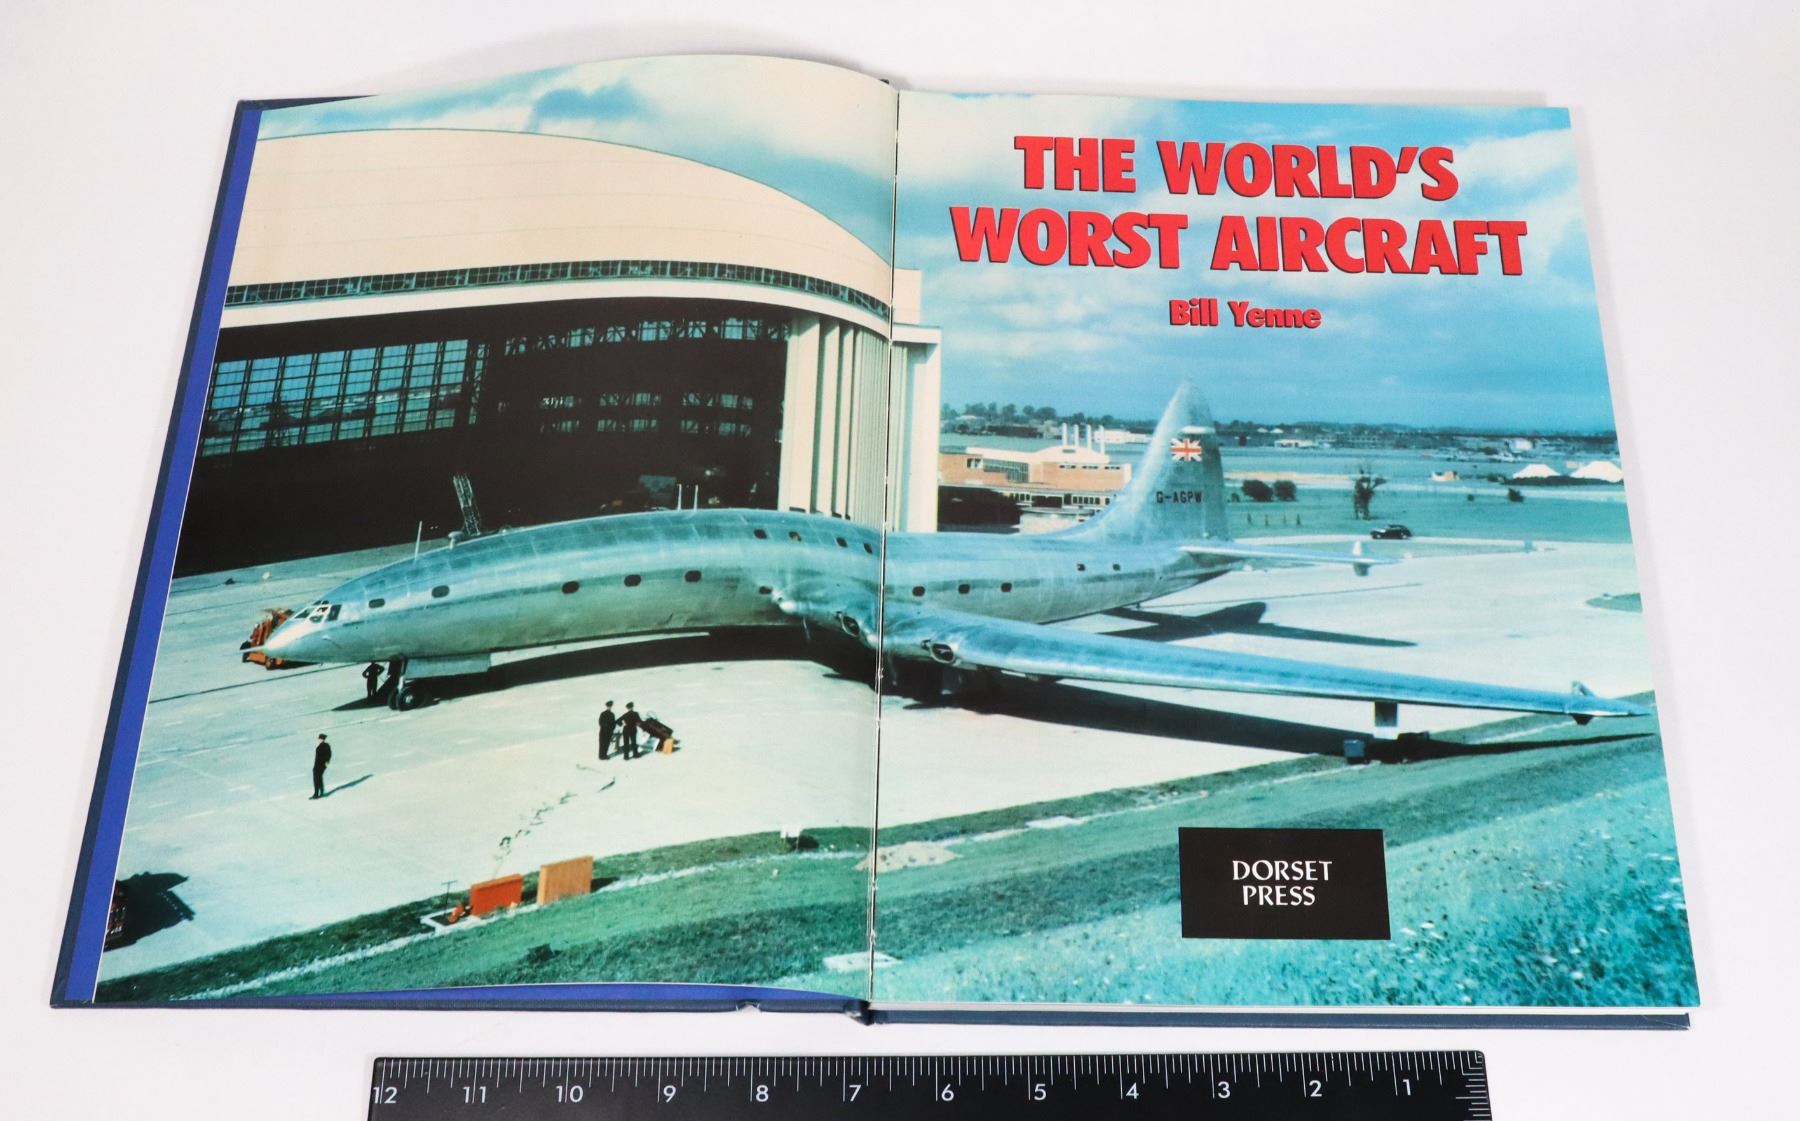 THE WORLD'S
WORST AIRCRAFT
Bill Yenne
G-AGPW
DORSET
PRESS
12 11 10 9 8 7 6 5 4 3 2 1